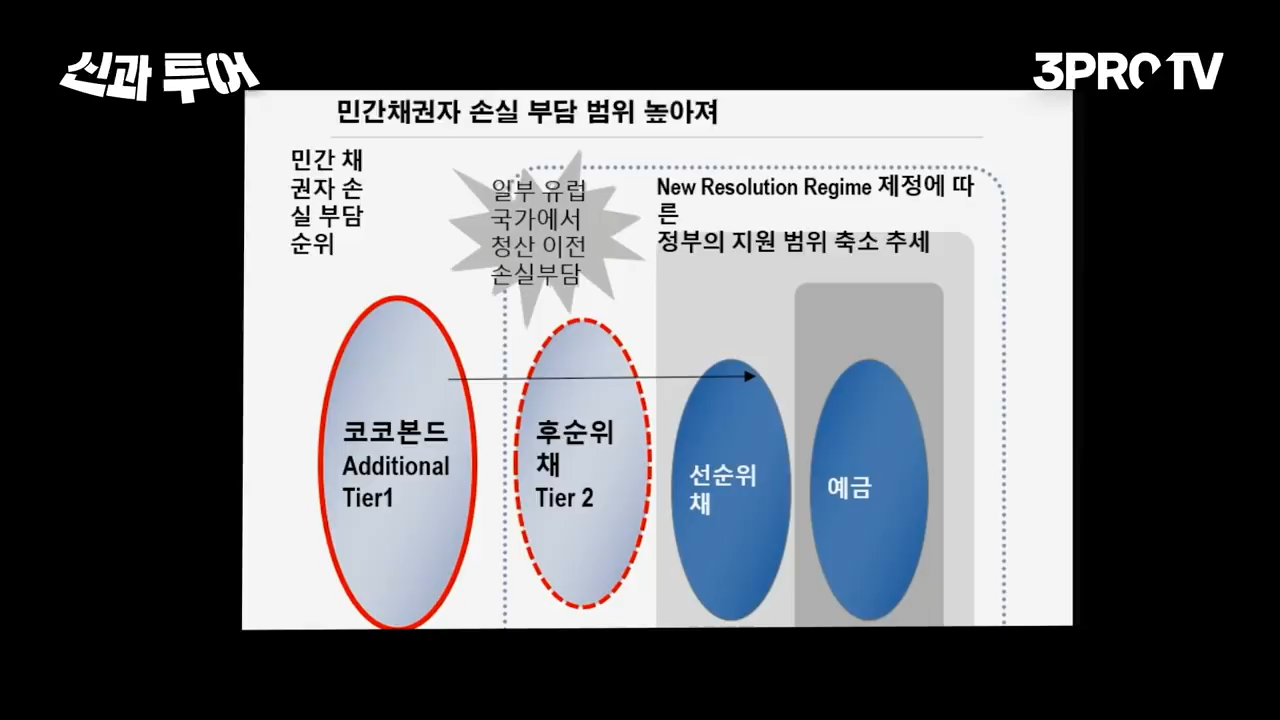 신과 투어
3PROTV
민간채권자 손실 부담 범위 높아져
민간 채
권자 손
실 부담
순위
일부 유럽
국가에서
청산 이전
손실부담
New Resolution Regime 제정에 따
른
정부의 지원 범위 축소 추세
코코본드
Additional
Tier1
후순위
채
Tier 2
선순위
채
예금